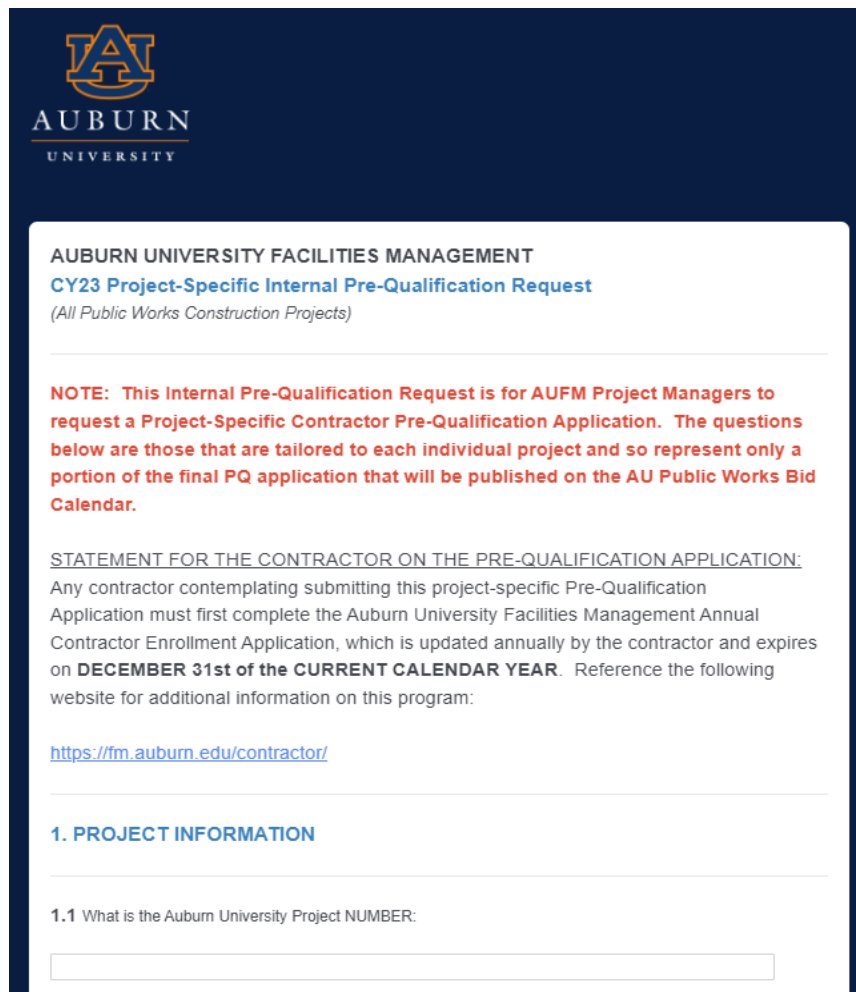 AU
AUBURN
UNIVERSITY
AUBURN UNIVERSITY FACILITIES MANAGEMENT
CY23 Project-Specific Internal Pre-Qualification Request
(All Public Works Construction Projects)
NOTE:  This Internal Pre-Qualification Request is for AUFM Project Managers to
request a Project-Specific Contractor Pre-Qualification Application.  The questions
below are those that are tailored to each individual project and so represent only a
portion of the final PQ application that will be published on the AU Public Works Bid
Calendar.
STATEMENT FOR THE CONTRACTOR ON THE PRE-QUALIFICATION APPLICATION:
Any contractor contemplating submitting this project-specific Pre-Qualification
Application must first complete the Auburn University Facilities Management Annual
Contractor Enrollment Application, which is updated annually by the contractor and expires
on DECEMBER 31st of the CURRENT CALENDAR YEAR.  Reference the following
website for additional information on this program:
https://fm.auburn.edu/contractor/
1. PROJECT INFORMATION
1.1 What is the Auburn University Project NUMBER: